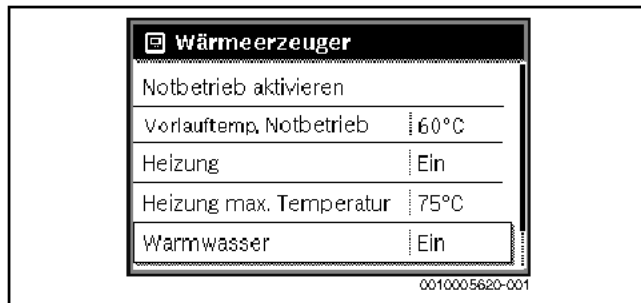 Wärmeerzeuger
Notbetrieb aktivieren
Vorlauftemp. Notbetrieb 60°C
Heizung Ein
Heizung max. Temperatur 75°C
Warmwasser Ein
0010005620-001